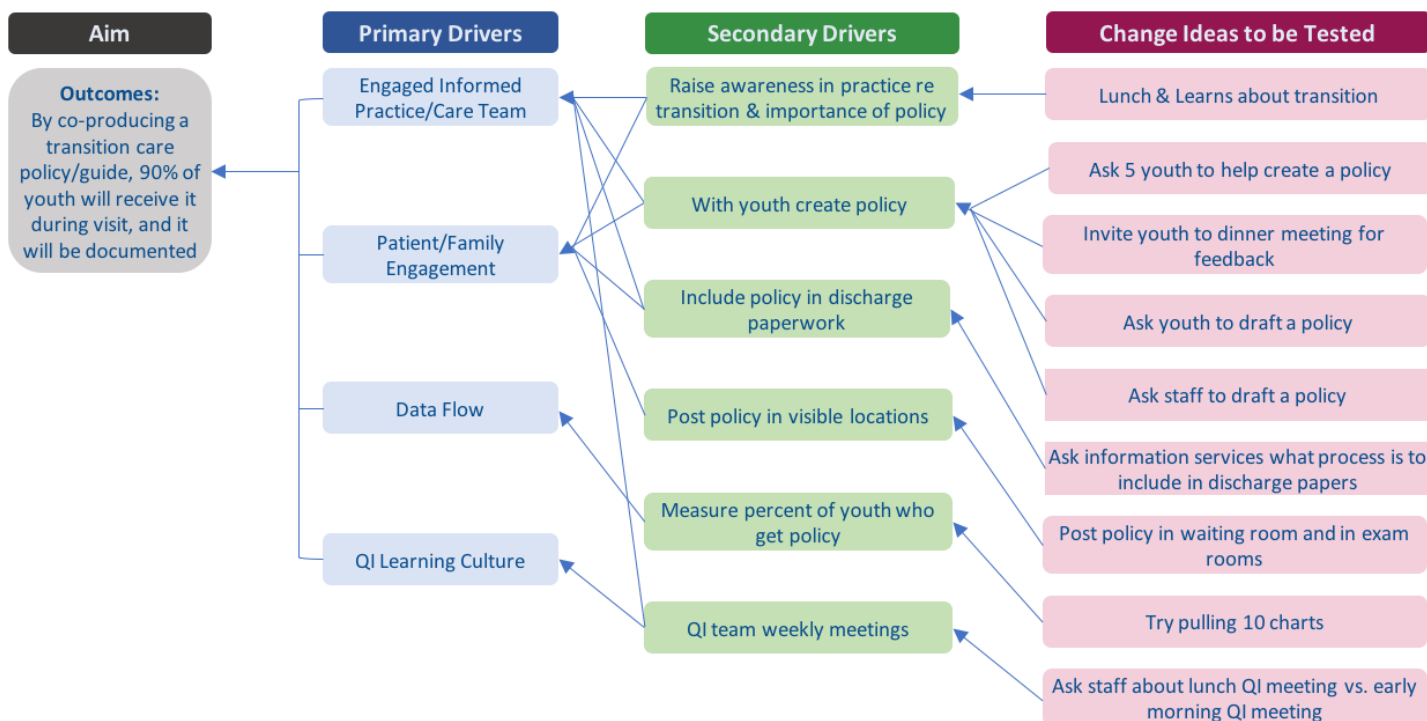 Aim
Outcomes:
By co-producing a
transition care
policy/guide, 90% of
youth will receive it
during visit, and it
will be documented
Primary Drivers
Engaged Informed
Practice/Care Team
Patient/Family
Engagement
Data Flow
QI Learning Culture
Secondary Drivers
Raise awareness in practice re
transition & importance of policy
With youth create policy
Include policy in discharge
paperwork
Post policy in visible locations
Measure percent of youth who
get policy
QI team weekly meetings
Change Ideas to be Tested
Lunch & Learns about transition
Ask 5 youth to help create a policy
Invite youth to dinner meeting for
feedback
Ask youth to draft a policy
Ask staff to draft a policy
Ask information services what process is to
include in discharge papers
Post policy in waiting room and in exam
rooms
Try pulling 10 charts
Ask staff about lunch QI meeting vs. early
morning QI meeting